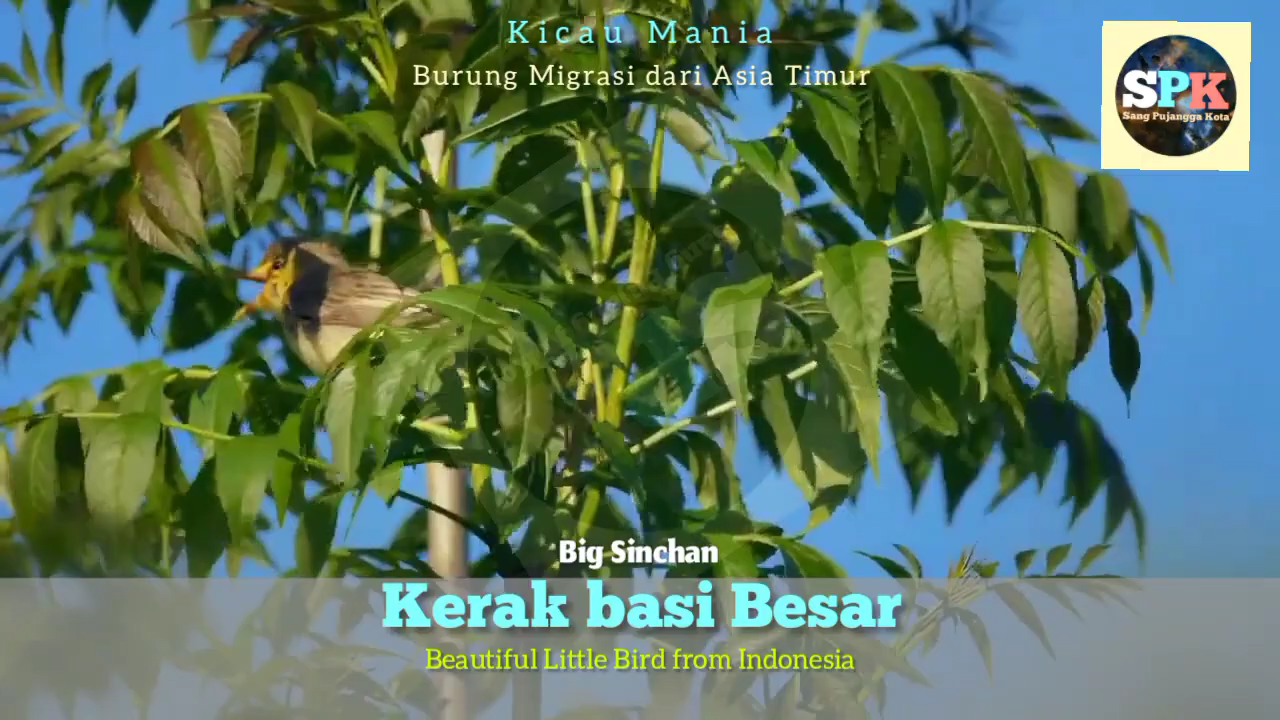 Kicau Mania
Burung Migrasi dari Asia Timur
SPK
Sang Pujangga Kota
Big Sinchan
Kerak basi Besar
Beautiful Little Bird from Indonesia